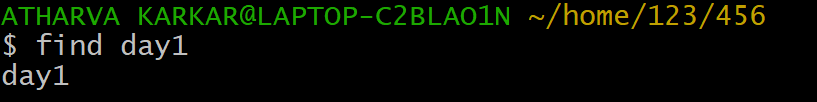 ATHARVA KARKAR@LAPTOP-C2BLAO1N ~/home/123/456
$ find day1
day1